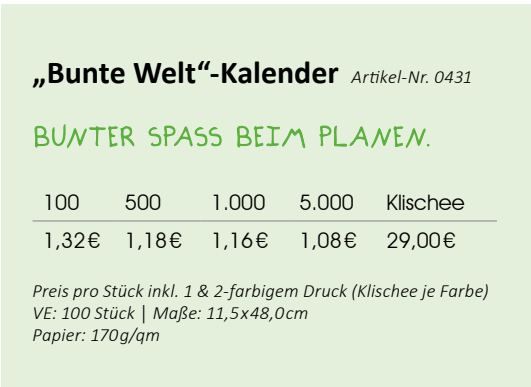 „Bunte Welt“-Kalender Artikel-Nr. 0431
BUNTER SPASS BEIM PLANEN.
100 500 1.000 5.000 Klischee
1,32€ 1,18€ 1,16€ 1,08€ 29,00€
Preis pro Stück inkl. 1 & 2-farbigem Druck (Klischee je Farbe)
VE: 100 Stück | Maße: 11,5x48,0cm
Papier: 170g/qm